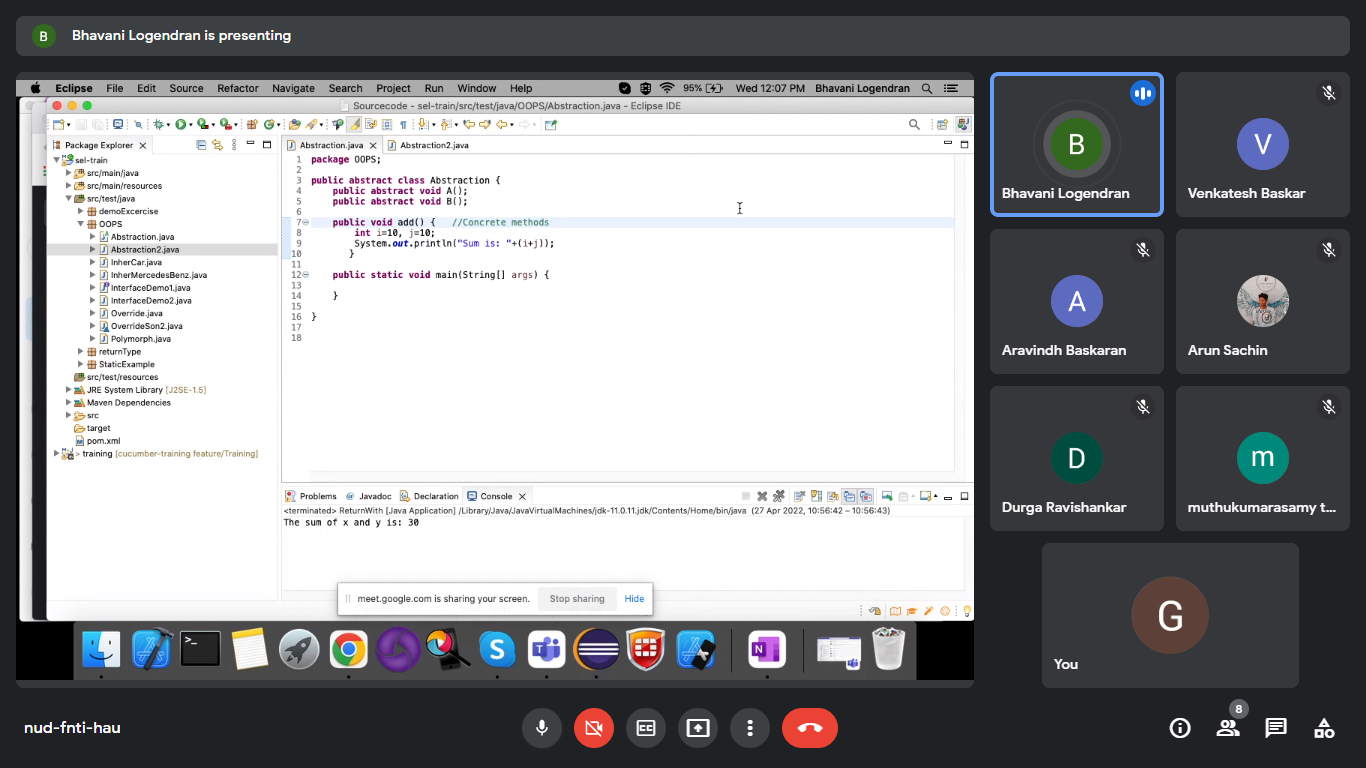 B Bhavani Logendran is presenting
Eclipse File Edit Source Refactor Navigate Search Project Run Window Help 95% Wed 12:07 PM Bhavani Logendran
Sourcecode - sel-train/src/test/java/OOPS/Abstraction.java - Eclipse IDE
Package Explorer
sel-train
src/main/java
src/main/resources
src/test/java
demoExcercise
OOPS
Abstraction.java
Abstraction2.java
InherCar.java
InherMercedesBenz.java
InterfaceDemo1.java
InterfaceDemo2.java
Override.java
OverrideSon2.java
Polymorph.java
returnType
StaticExample
src/test/resources
JRE System Library [J2SE-1.5]
Maven Dependencies
src
target
pom.xml
> training [cucumber-training feature/Training]
Abstraction.java Abstraction2.java
1 package OOPS;
2
3 public abstract class Abstraction {
4 public abstract void A();
5 public abstract void B();
6
7 public void add() { //Concrete methods
8 int i=10, j=10;
9 System.out.println("Sum is: "+(i+j));
10 }
11
12 public static void main(String[] args) {
13
14 }
15
16 }
17
18
Problems Javadoc Declaration Console
<terminated> ReturnWith [Java Application] /Library/Java/JavaVirtualMachines/jdk-11.0.11.jdk/Contents/Home/bin/java (27 Apr 2022, 10:56:42 – 10:56:43)
The sum of x and y is: 30
meet.google.com is sharing your screen. Stop sharing Hide
B
Bhavani Logendran
V
Venkatesh Baskar
A
Aravindh Baskaran
Arun Sachin
D
Durga Ravishankar
m
muthukumarasamy t...
G
You
nud-fnti-hau
8